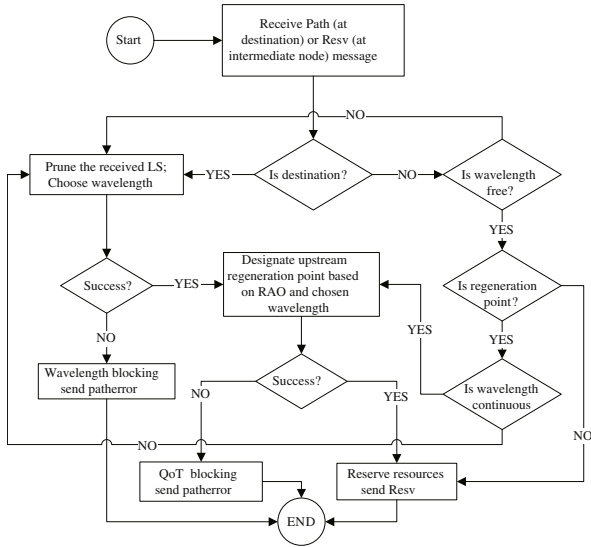 Start
Receive Path (at
destination) or Resv (at
intermediate node) message
NO
Prune the received LS;
Choose wavelength
YES
Is destination?
NO
Is wavelength
free?
YES
Success?
YES
Designate upstream
regeneration point based
on RAO and chosen
wavelength
Is regeneration
point?
NO
YES
YES
Wavelength blocking
send patherror
Success?
Is wavelength
continuous
NO
YES
NO
NO
QoT blocking
send patherror
Reserve resources
send Resv
END